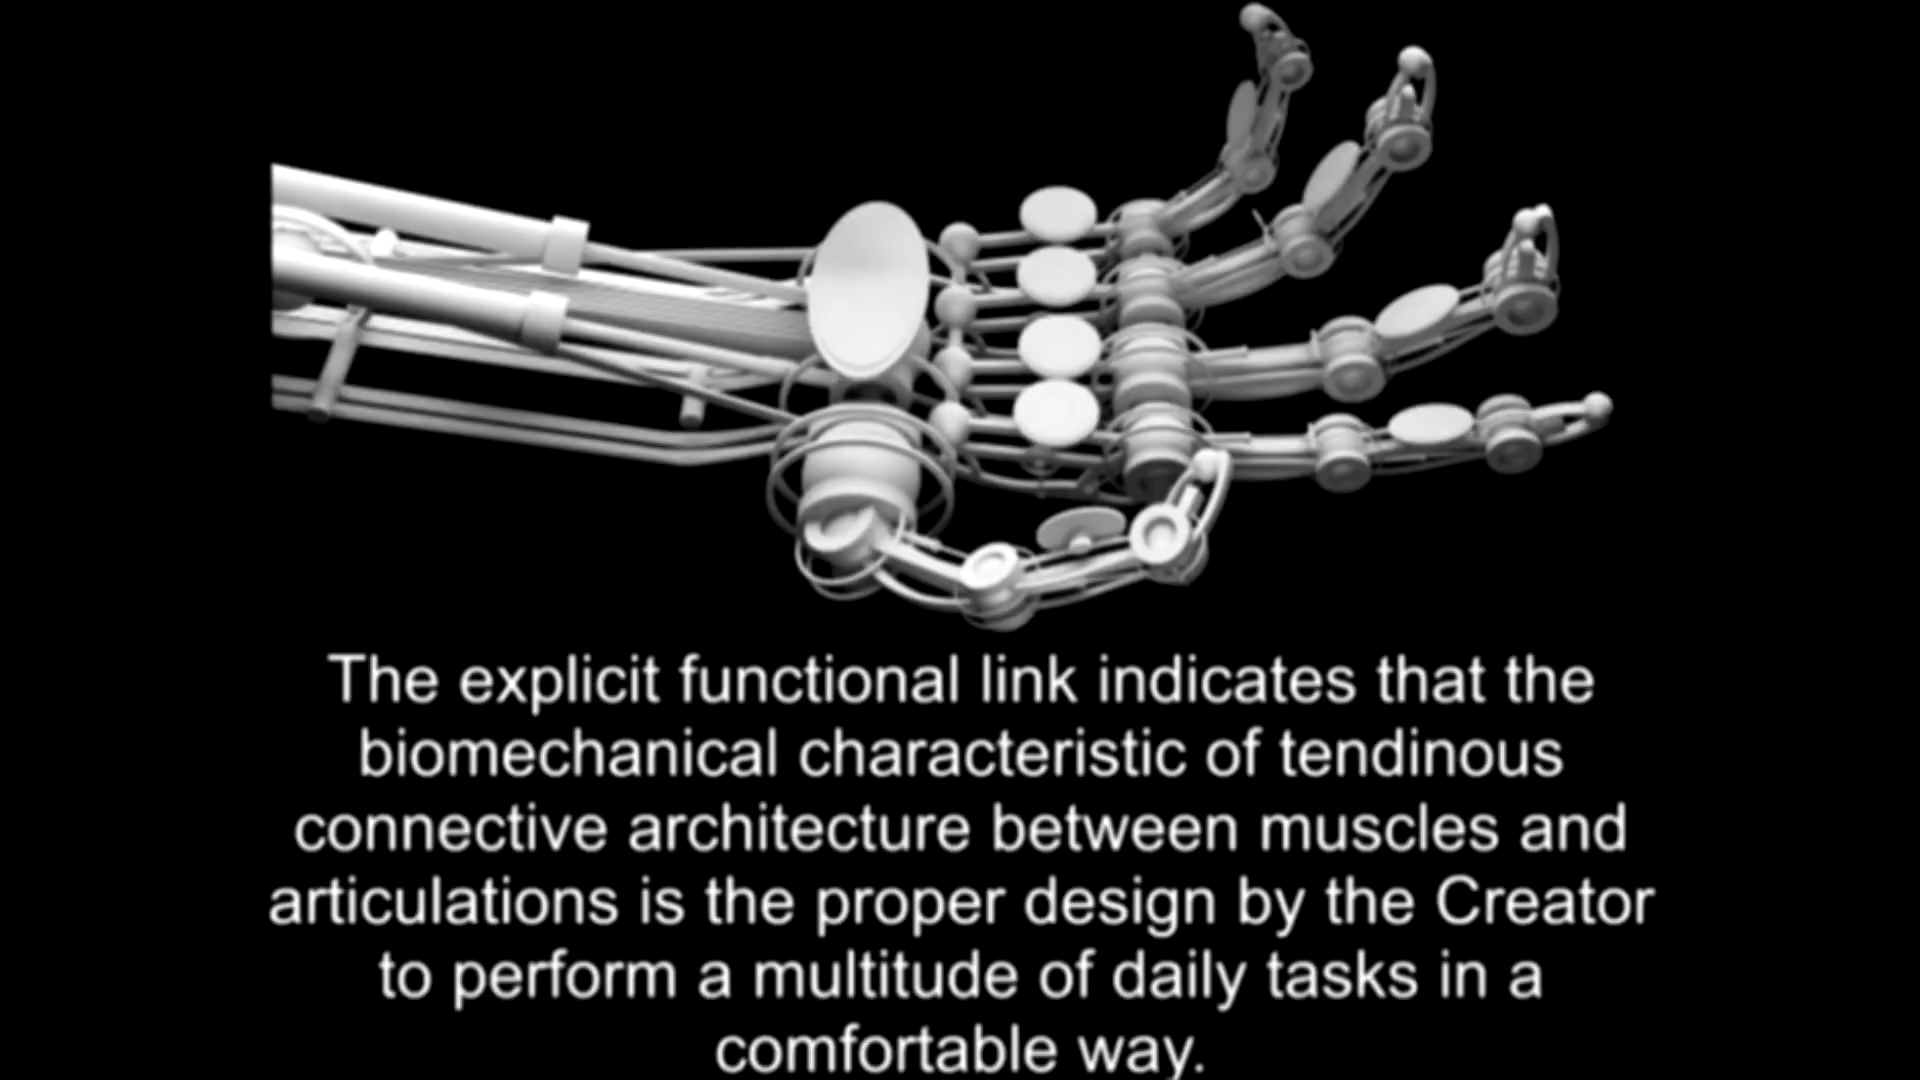 The explicit functional link indicates that the
biomechanical characteristic of tendinous
connective architecture between muscles and
articulations is the proper design by the Creator
to perform a multitude of daily tasks in a
comfortable way.